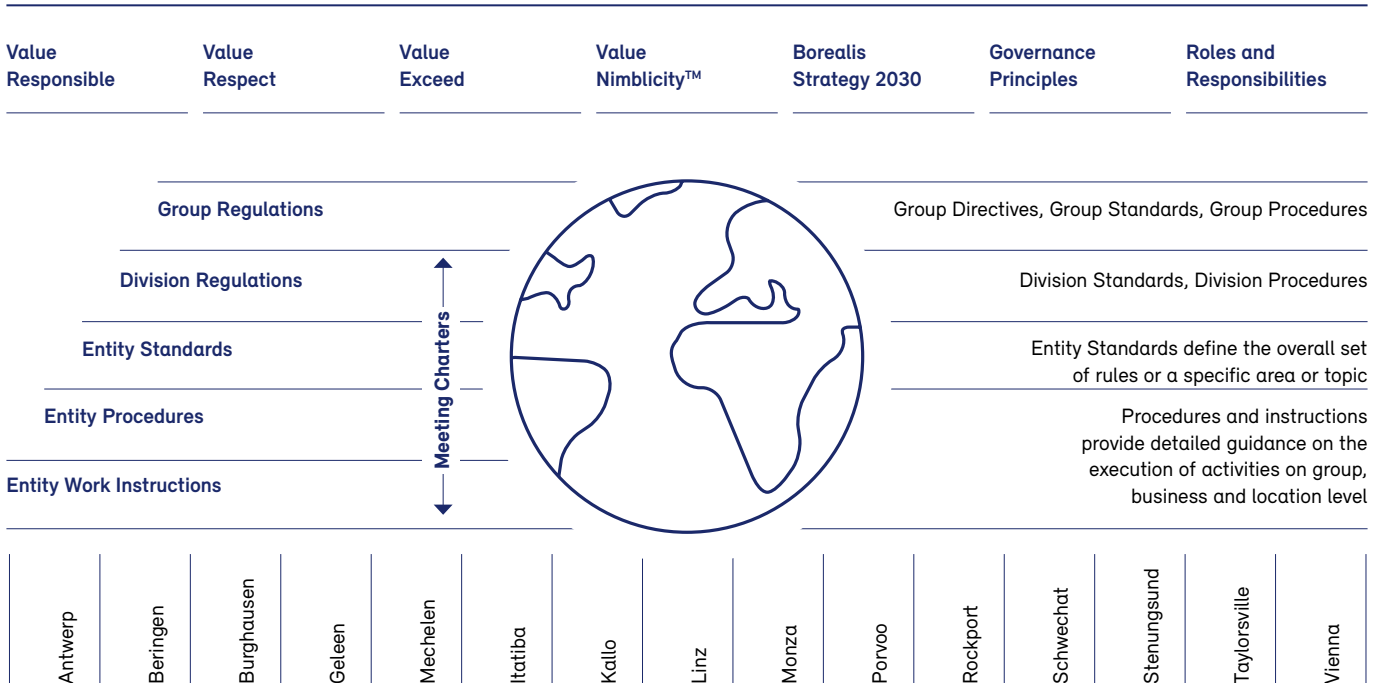 Value
Responsible
Value
Respect
Value
Exceed
Value
Nimblicity™
Borealis
Strategy 2030
Governance
Principles
Roles and
Responsibilities
Group Regulations
Group Directives, Group Standards, Group Procedures
Division Regulations
Division Standards, Division Procedures
Entity Standards
Entity Standards define the overall set
of rules or a specific area or topic
Entity Procedures
Procedures and instructions
provide detailed guidance on the
execution of activities on group,
business and location level
Entity Work Instructions
Meeting Charters
Antwerp
Beringen
Burghausen
Geleen
Mechelen
Itatiba
Kallo
Linz
Monza
Porvoo
Rockport
Schwechat
Stenungsund
Taylorsville
Vienna